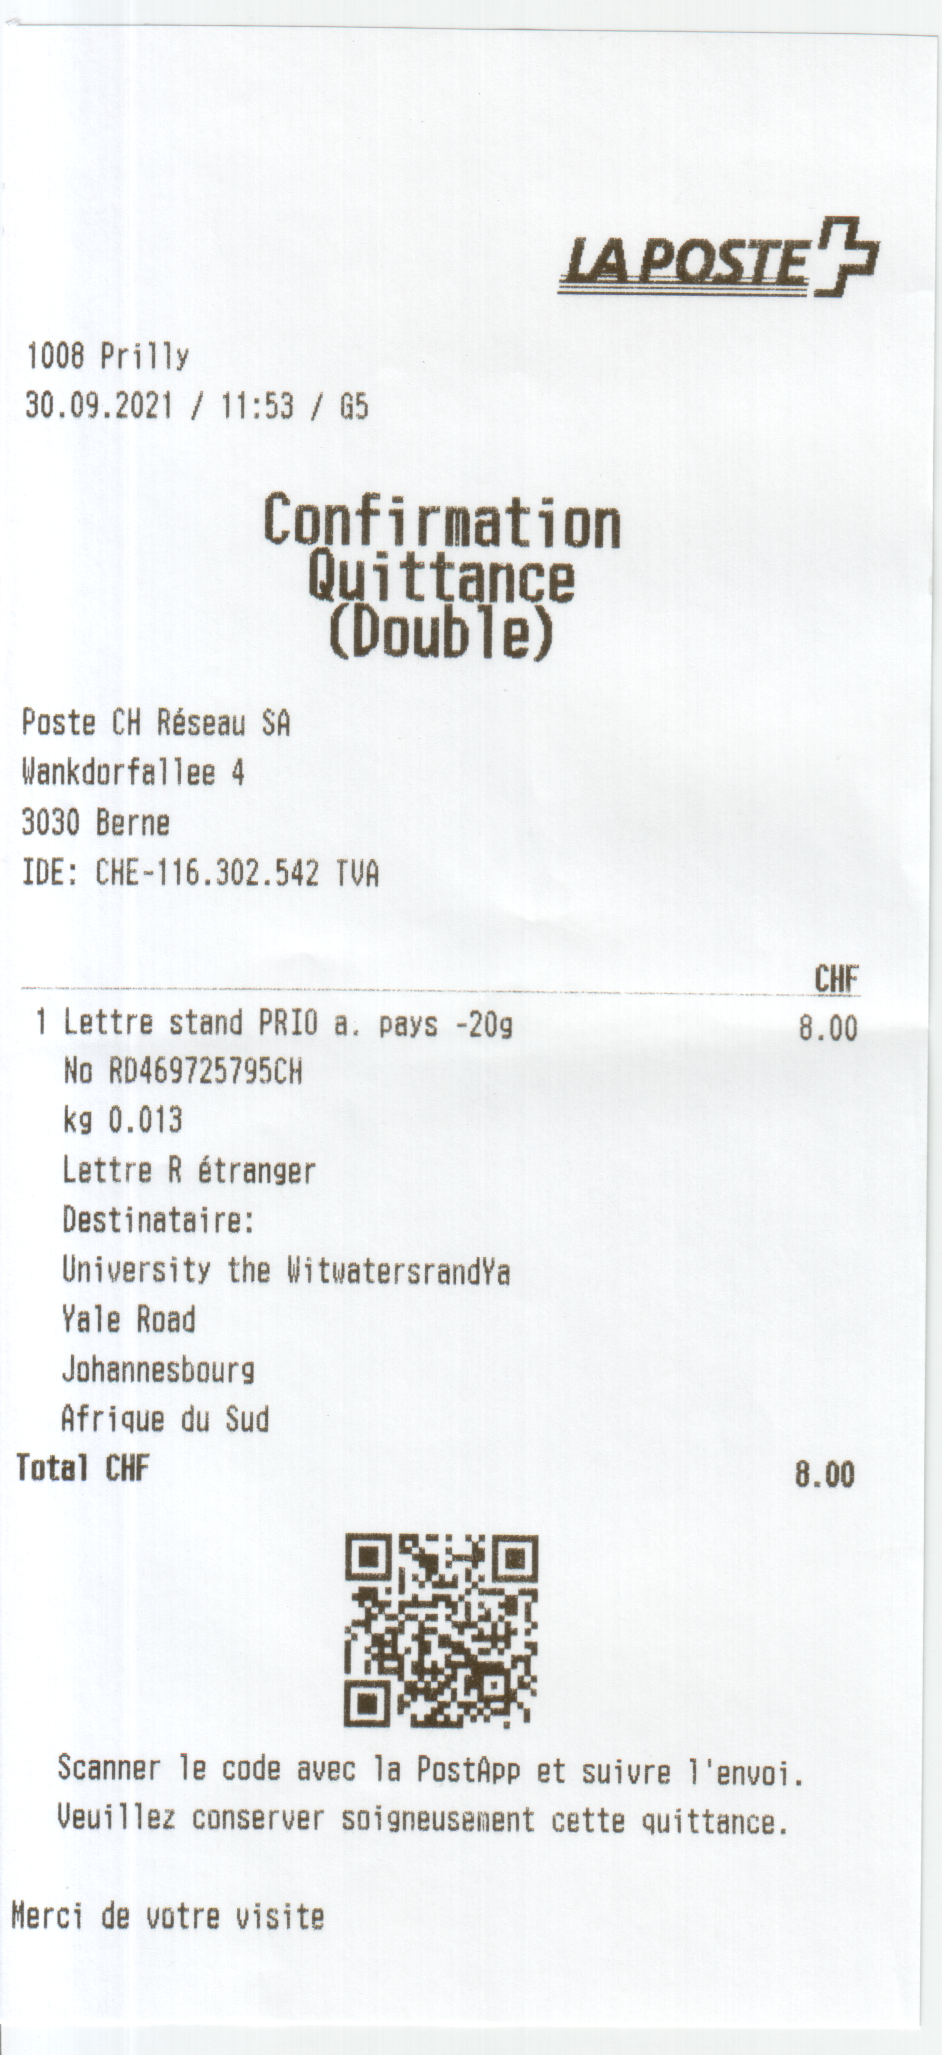 LA POSTE
1008 Prilly
30.09.2021 / 11:53 / G5
Confirmation
Quittance
(Double)
Poste CH Réseau SA
Wankdorfallee 4
3030 Berne
IDE: CHE-116.302.542 TVA
CHF
1 Lettre stand PRIO a. pays -20g 8.00
No RD469725795CH
kg 0.013
Lettre R étranger
Destinataire:
University the WitwatersrandYa
Yale Road
Johannesbourg
Afrique du Sud
Total CHF 8.00
Scanner le code avec la PostApp et suivre l'envoi.
Veuillez conserver soigneusement cette quittance.
Merci de votre visite